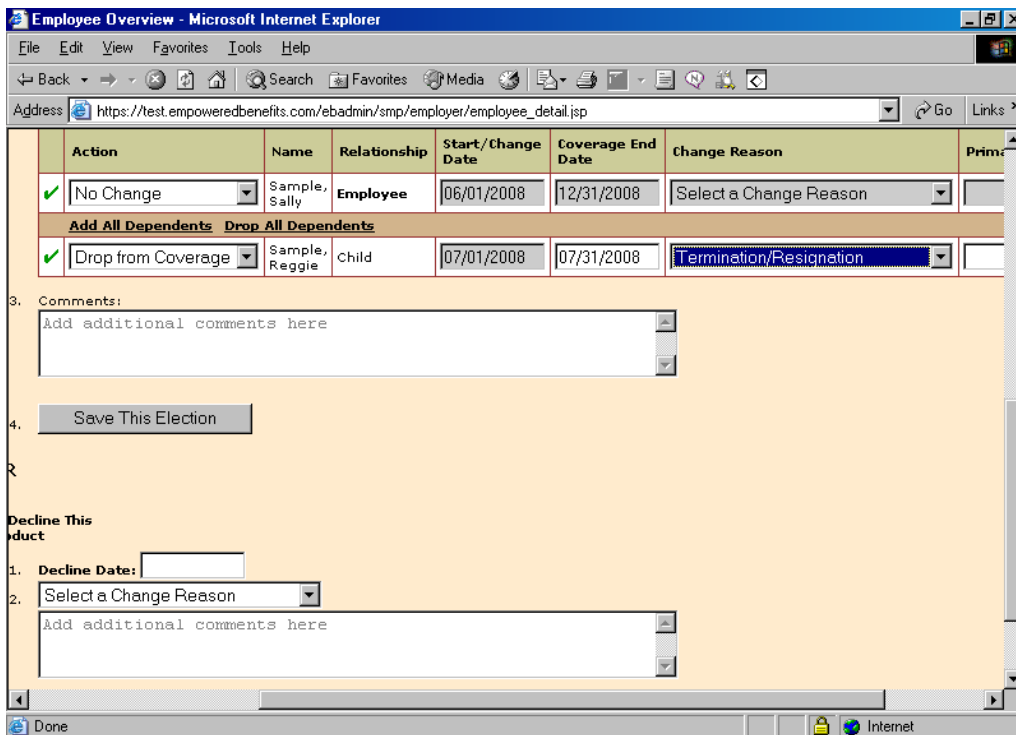 Employee Overview - Microsoft Internet Explorer
File Edit View Favorites Tools Help
Back Search Favorites Media
Address https://test.empoweredbenefits.com/ebadmin/smp/employer/employee_detail.jsp Go Links
Action Name Relationship Start/Change Date Coverage End Date Change Reason Prima
No Change Sample, Sally Employee 06/01/2008 12/31/2008 Select a Change Reason
Add All Dependents Drop All Dependents
Drop from Coverage Sample, Reggie Child 07/01/2008 07/31/2008 Termination/Resignation
3. Comments:
Add additional comments here
4. Save This Election
R
Decline This
duct
1. Decline Date:
2. Select a Change Reason
Add additional comments here
Done Internet